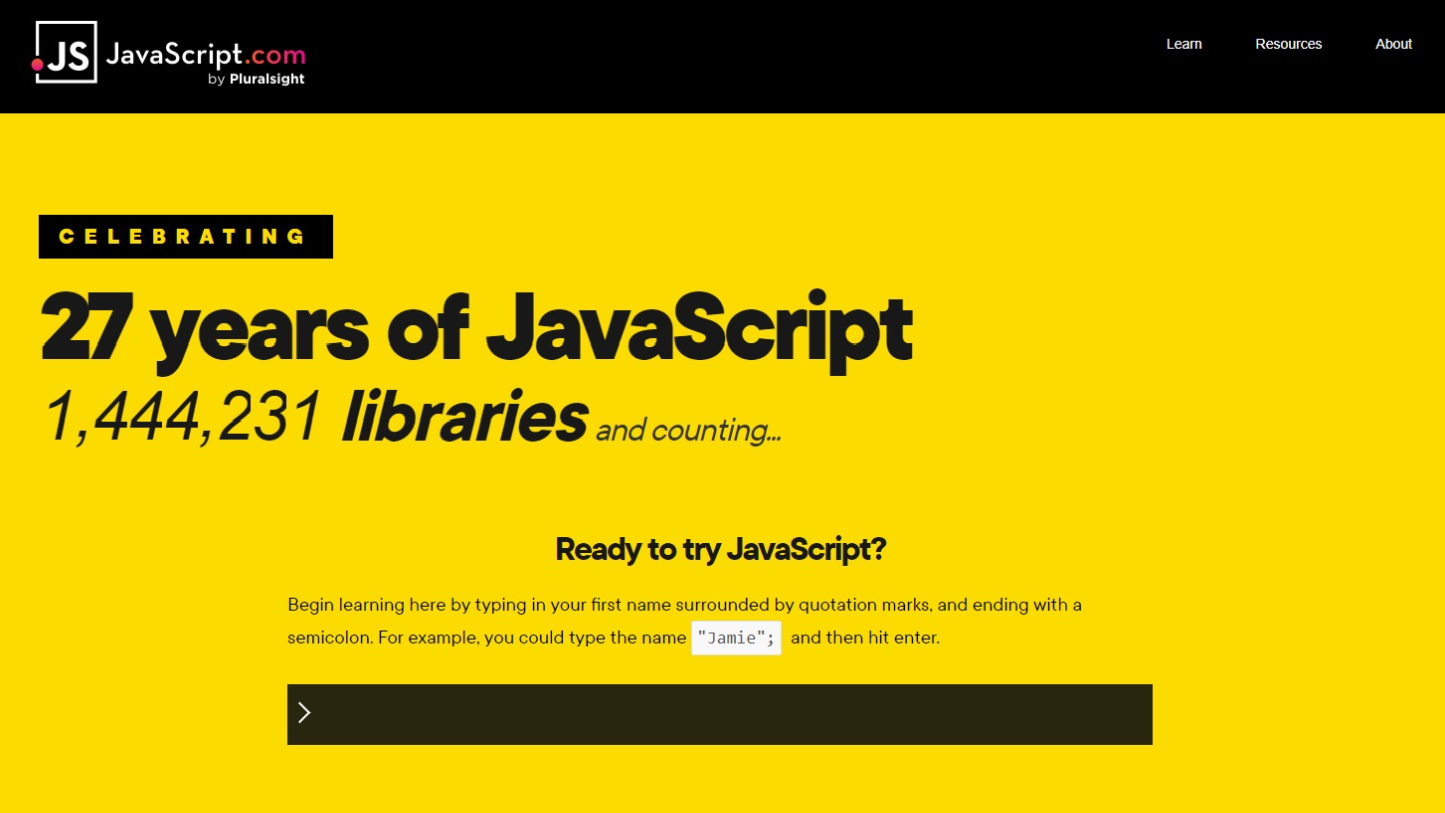 JS JavaScript.com
by Pluralsight
Learn Resources About
CELEBRATING
27 years of JavaScript
1,444,231 libraries and counting...
Ready to try JavaScript?
Begin learning here by typing in your first name surrounded by quotation marks, and ending with a
semicolon. For example, you could type the name "Jamie"; and then hit enter.